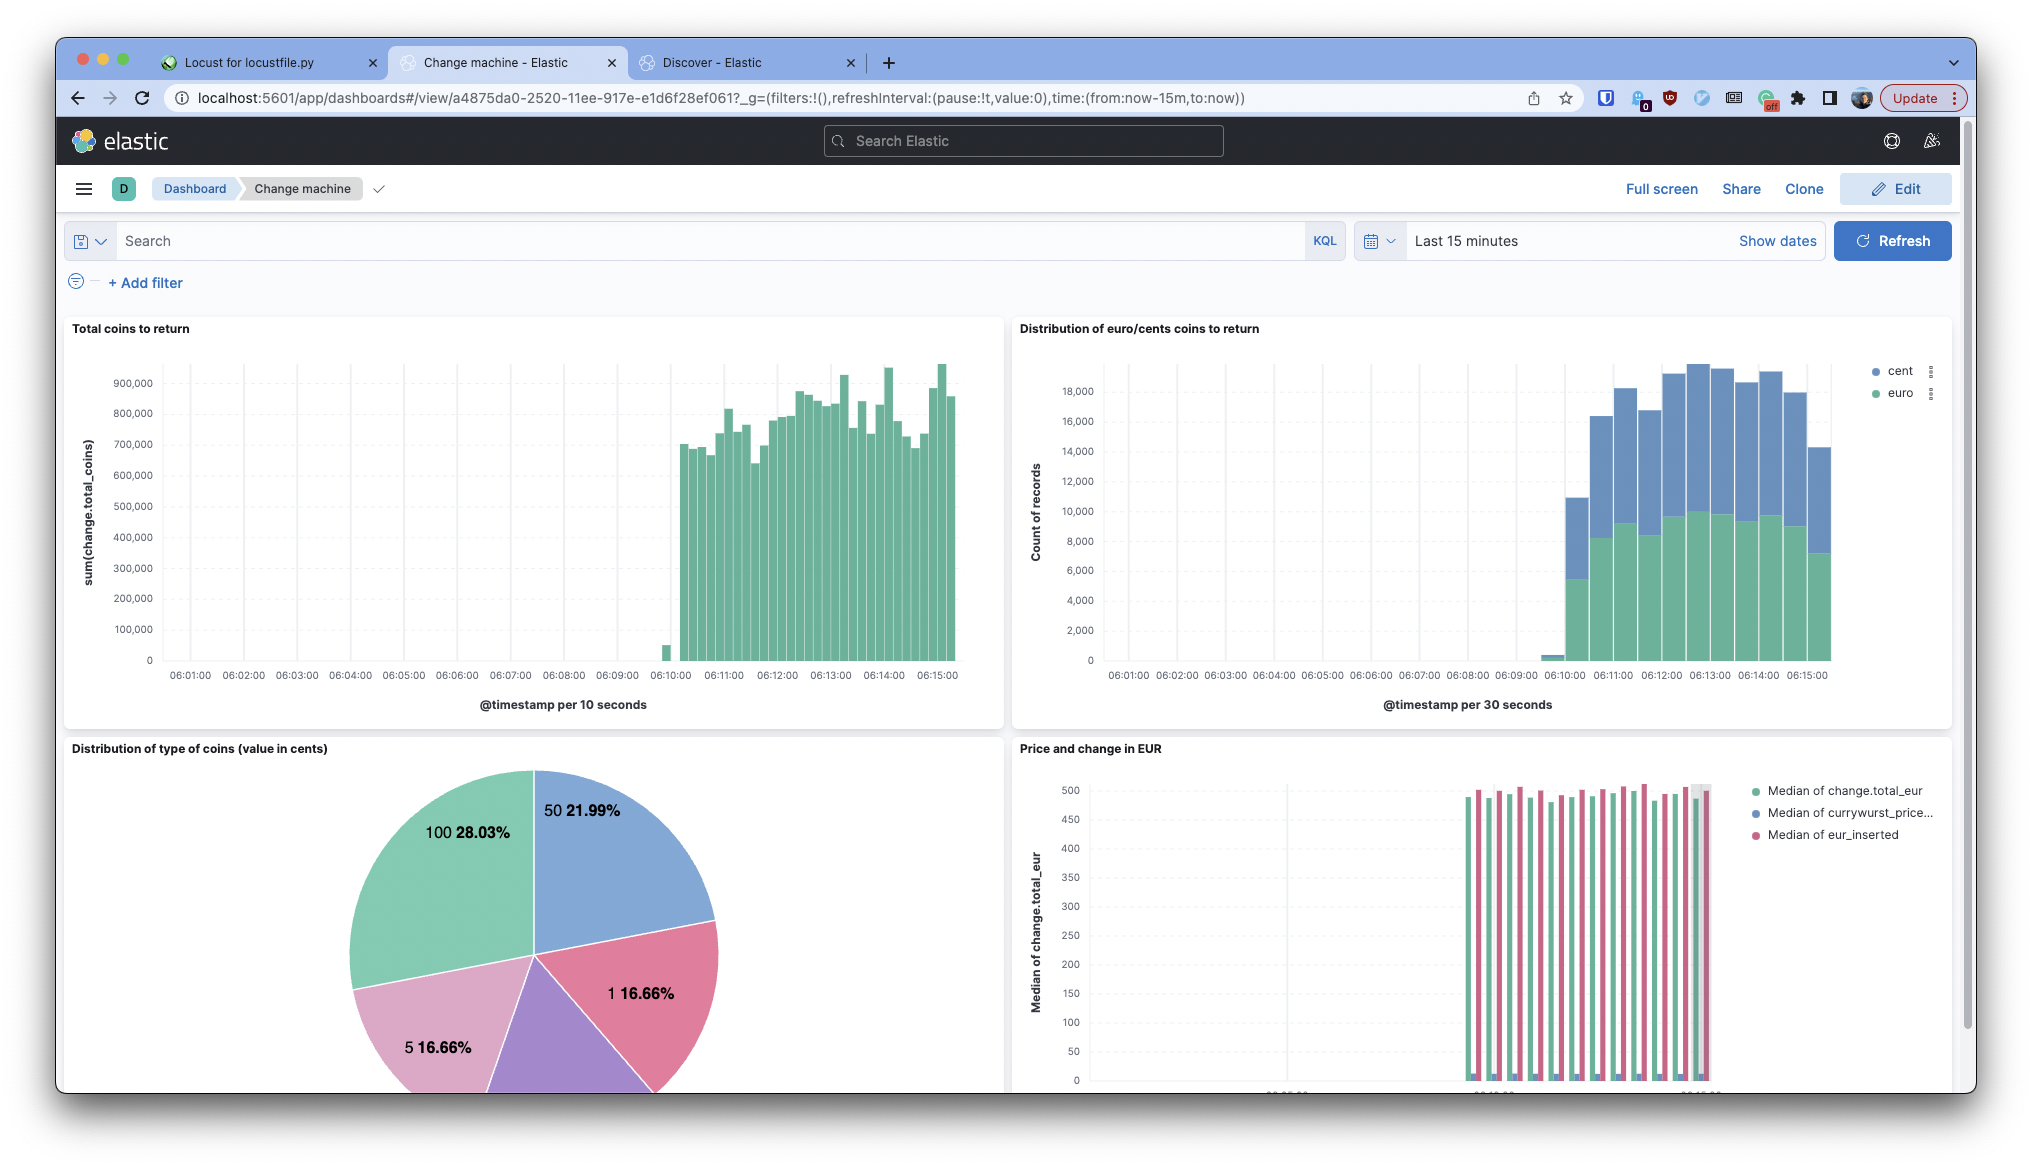 Locust for locustfile.py
Change machine - Elastic
Discover - Elastic
localhost:5601/app/dashboards#/view/a4875da0-2520-11ee-917e-e1d6f28ef061?_g=(filters:!(),refreshInterval:(pause:!t,value:0),time:(from:now-15m,to:now))
0
off
Update
elastic
Search Elastic
D
Dashboard
Change machine
Full screen
Share
Clone
Edit
Search
KQL
Last 15 minutes
Show dates
Refresh
+ Add filter
Total coins to return
sum(change.total_coins)
900,000
800,000
700,000
600,000
500,000
400,000
300,000
200,000
100,000
0
06:01:00 06:02:00 06:03:00 06:04:00 06:05:00 06:06:00 06:07:00 06:08:00 06:09:00 06:10:00 06:11:00 06:12:00 06:13:00 06:14:00 06:15:00
@timestamp per 10 seconds
Distribution of euro/cents coins to return
Count of records
18,000
16,000
14,000
12,000
10,000
8,000
6,000
4,000
2,000
0
06:01:00 06:02:00 06:03:00 06:04:00 06:05:00 06:06:00 06:07:00 06:08:00 06:09:00 06:10:00 06:11:00 06:12:00 06:13:00 06:14:00 06:15:00
@timestamp per 30 seconds
cent
euro
Distribution of type of coins (value in cents)
100 28.03%
50 21.99%
1 16.66%
5 16.66%
Price and change in EUR
Median of change.total_eur
500
450
400
350
300
250
200
150
100
50
0
Median of change.total_eur
Median of currywurst_price...
Median of eur_inserted